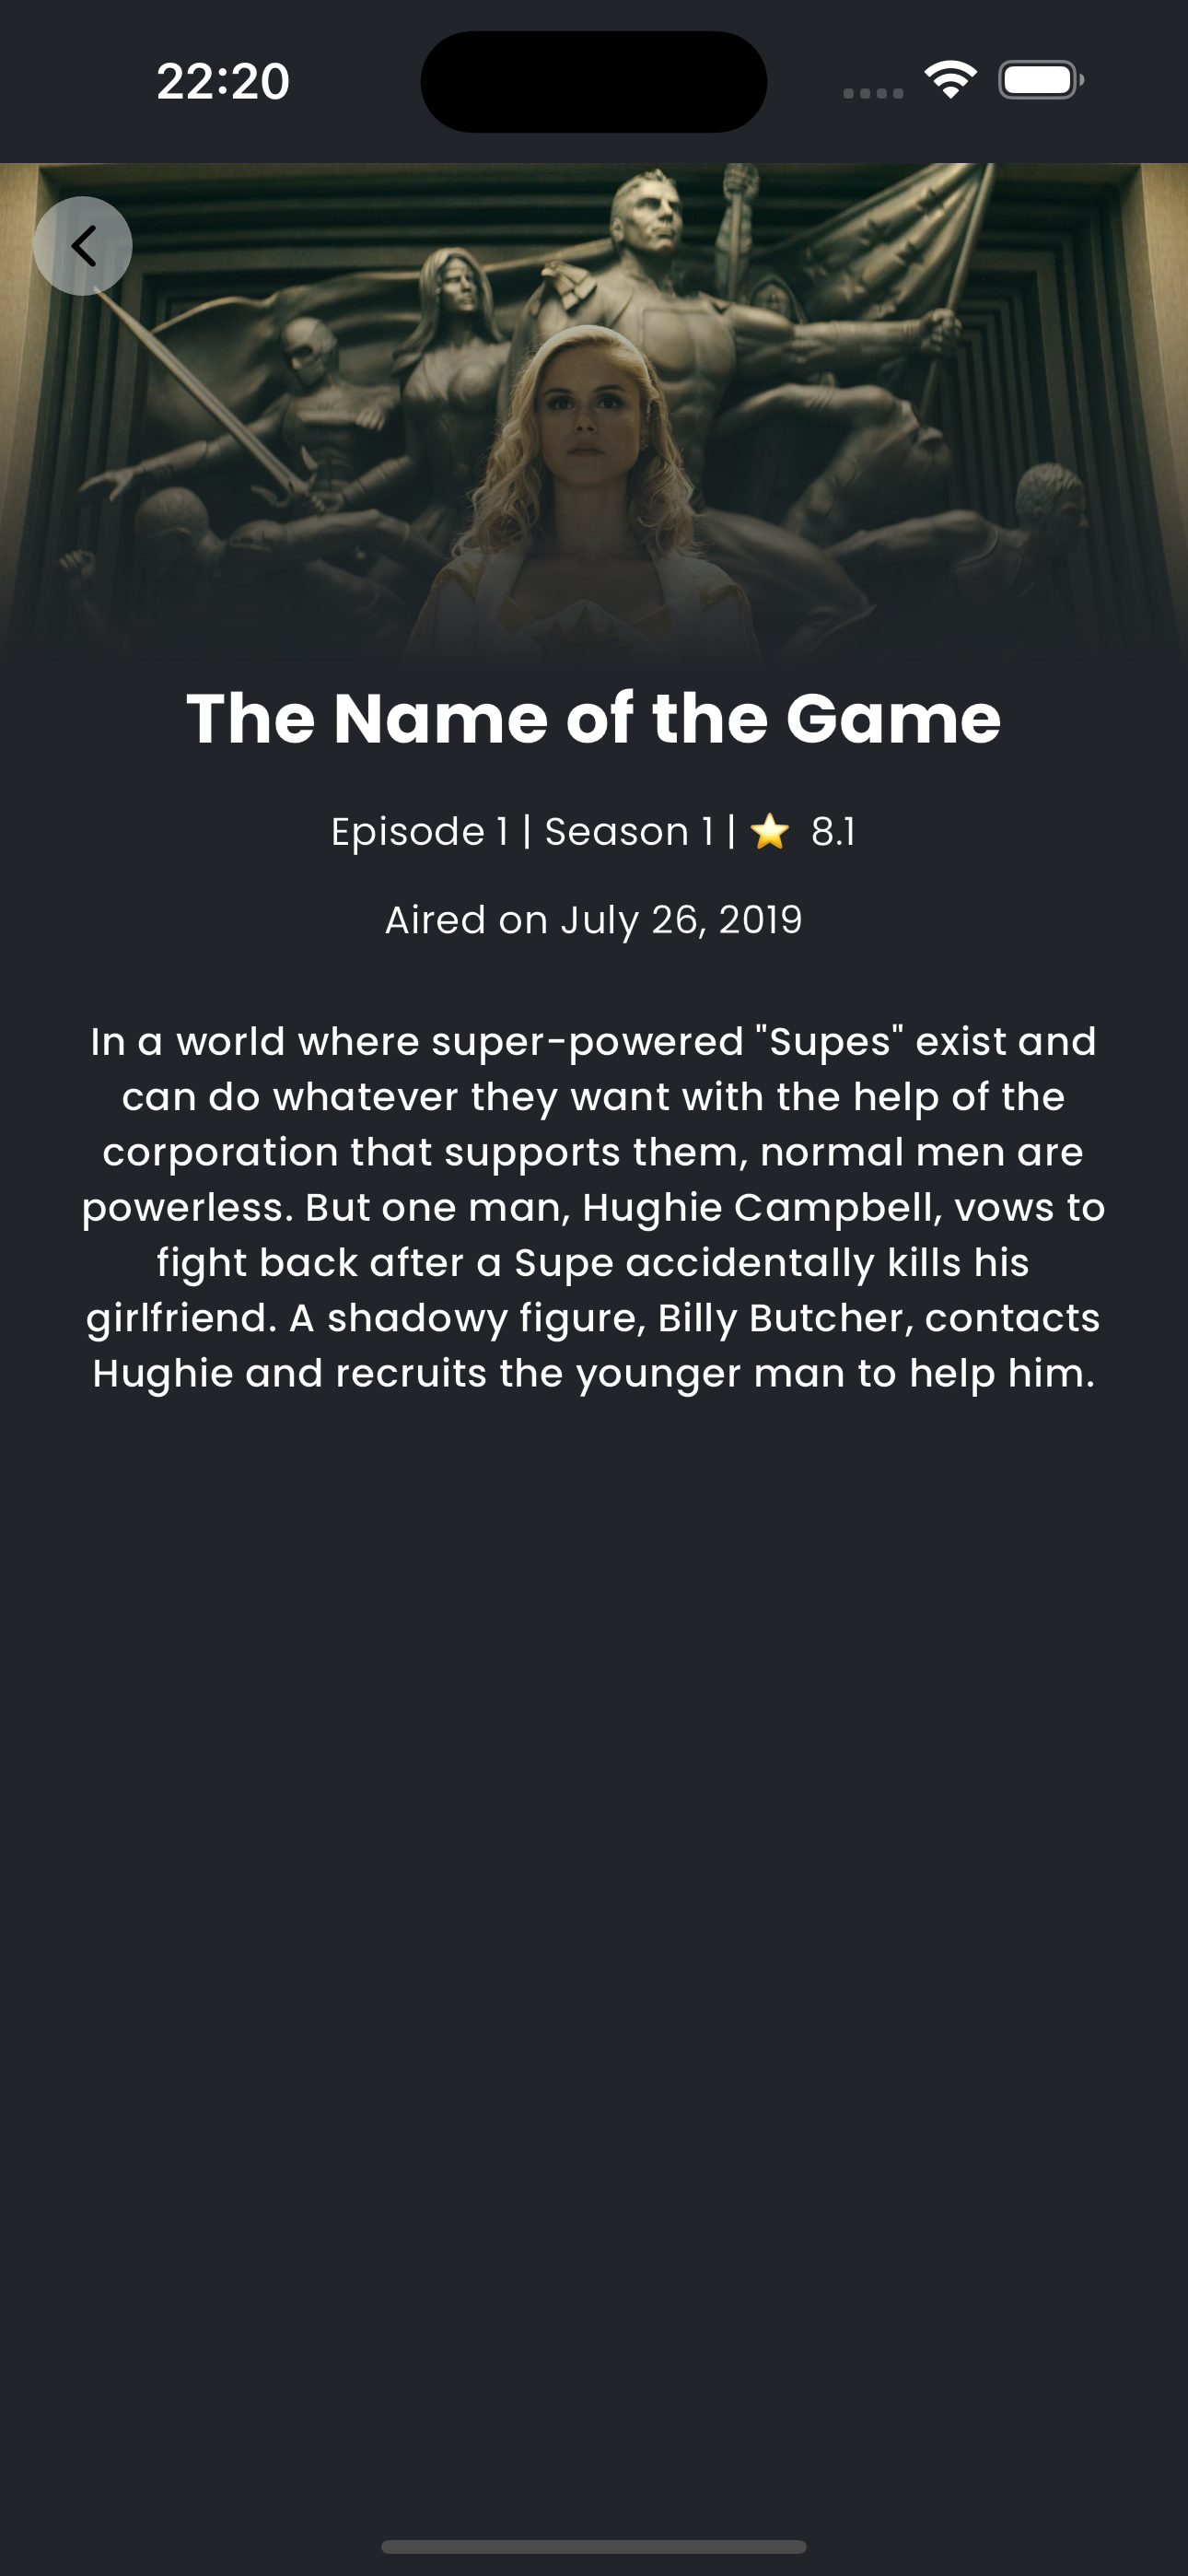 22:20
The Name of the Game
Episode 1 | Season 1 | ⭐ 8.1
Aired on July 26, 2019
In a world where super-powered "Supes" exist and
can do whatever they want with the help of the
corporation that supports them, normal men are
powerless. But one man, Hughie Campbell, vows to
fight back after a Supe accidentally kills his
girlfriend. A shadowy figure, Billy Butcher, contacts
Hughie and recruits the younger man to help him.